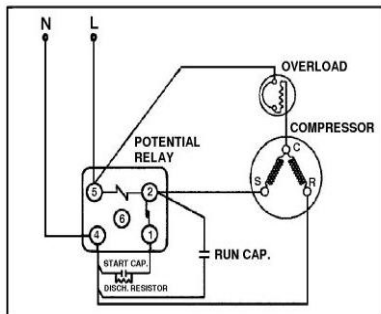 N L
OVERLOAD
COMPRESSOR
C
S R
POTENTIAL
RELAY
5 2
6
4 1
START CAP.
DISCH. RESISTOR
RUN CAP.